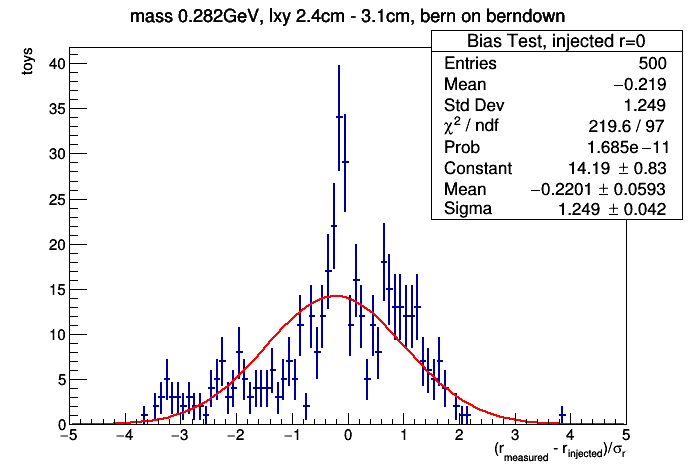 mass 0.282GeV, lxy 2.4cm - 3.1cm, bern on berndown
toys
Bias Test, injected r=0
Entries 500
Mean −0.219
Std Dev 1.249
χ² / ndf 219.6 / 97
Prob 1.685e−11
Constant 14.19 ± 0.83
Mean −0.2201 ± 0.0593
Sigma 1.249 ± 0.042
40
35
30
25
20
15
10
5
0
−5 −4 −3 −2 −1 0 1 2 3 4 5
(r_measured - r_injected)/σ_r